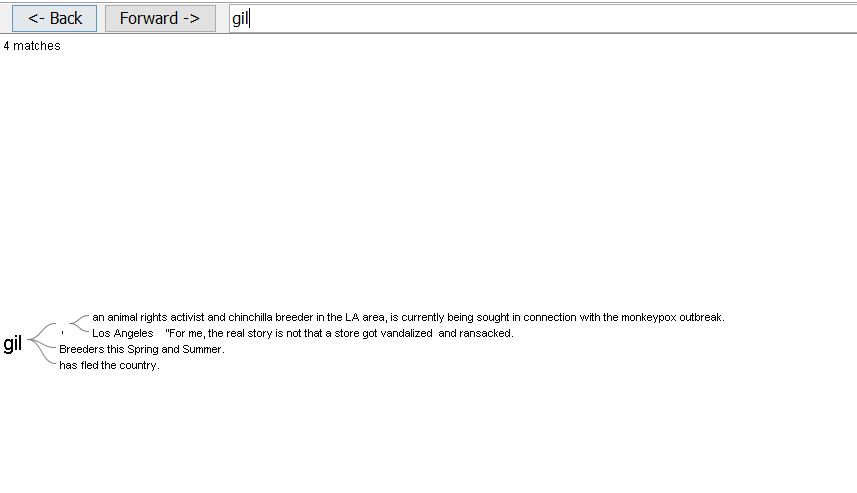 <- Back Forward -> gil
4 matches
an animal rights activist and chinchilla breeder in the LA area, is currently being sought in connection with the monkeypox outbreak.
, Los Angeles "For me, the real story is not that a store got vandalized and ransacked.
gil
Breeders this Spring and Summer.
has fled the country.